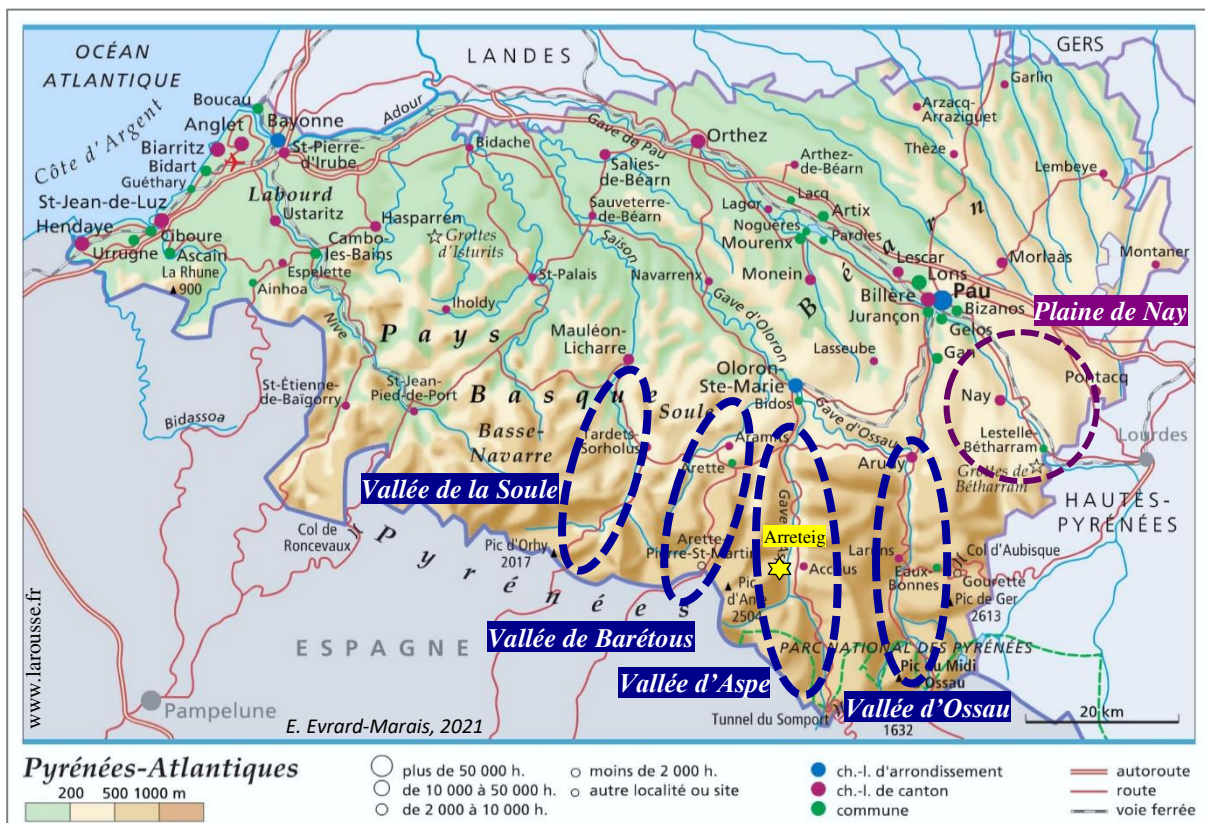 OCÉAN
ATLANTIQUE
LANDES
GERS
Côte d'Argent
Boucau
Bayonne
Adour
Anglet
Biarritz
Bidart
Guéthary
St-Pierre-
d'Irube
Labourd
Ustaritz
St-Jean-de-Luz
Hendaye
Ciboure
Urrugne
Ascain
La Rhune
900
Espelette
Ainhoa
Cambo-
les-Bains
Hasparren
Grottes
d'Isturits
Bidache
Iholdy
St-Palais
Nive
Bidassoa
Gave de Pau
Orthez
Salies-
de-Béarn
Sauveterre-
de-Béarn
Saison
Navarrenx
Gave d'Oloron
Garlin
Arzacq-
Arraziguet
Thèze
Lembeye
Arthez-
de-Béarn
Lacq
Lagor
Artix
Noguères
Mourenx
Pardies
Monein
Béarn
Lescar
Lons
Morlaàs
Montaner
Billère
Pau
Jurançon
Bizanos
Gelos
Gan
Lasseube
Plaine de Nay
Pontacq
Nay
Lestelle-
Bétharram
Grottes de
Bétharram
Lourdes
HAUTES-
PYRÉNÉES
Pays
Basque
Mauléon-
Licharre
Soule
Basse-
Navarre
St-Étienne-
de-Baïgorry
St-Jean-
Pied-de-Port
Tardets-
Sorholus
Oloron-
Ste-Marie
Bidos
Gave d'Ossau
Aramits
Arette
Arudy
Vallée de la Soule
Col de
Roncevaux
Pyrénées
Pic d'Orhy
2017
Arette-
Pierre-St-Martin
Gave
Arreteig
Accous
Pic
d'Anie
2504
Laruns
Eaux-
Bonnes
Col d'Aubisque
Gourette
Pic de Ger
2613
Vallée de Barétous
Vallée d'Aspe
Vallée d'Ossau
PARC NATIONAL DES PYRÉNÉES
Pic du Midi
d'Ossau
Tunnel du Somport
1632
ESPAGNE
Pampelune
www.larousse.fr
E. Evrard-Marais, 2021
20 km
Pyrénées-Atlantiques
200 500 1000 m
plus de 50 000 h.
de 10 000 à 50 000 h.
de 2 000 à 10 000 h.
moins de 2 000 h.
autre localité ou site
ch.-l. d'arrondissement
ch.-l. de canton
commune
autoroute
route
voie ferrée